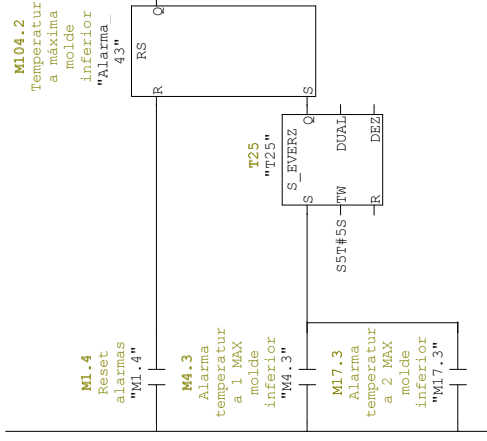 M104.2
Temperatur
a máxima
molde
inferior
"Alarma_
43"
RS
R
Q
S
T25
"T25"
S_EVERZ
S
Q
S5T#5S
TW
DUAL
R
DEZ
M1.4
Reset
alarmas
"M1.4"
M4.3
Alarma
temperatur
a 1 MAX
molde
inferior
"M4.3"
M17.3
Alarma
temperatur
a 2 MAX
molde
inferior
"M17.3"